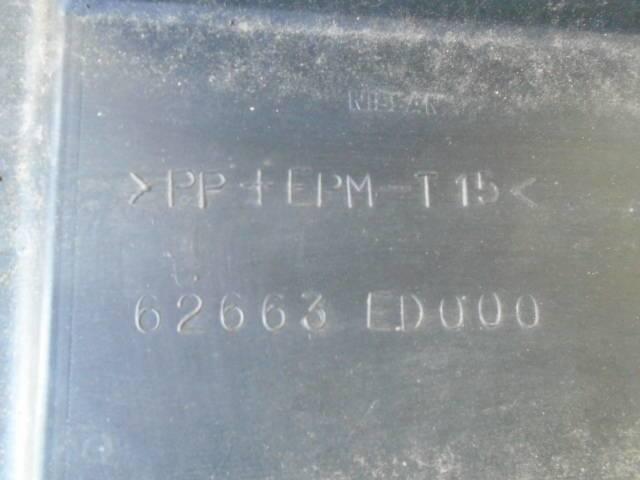 NISSAN
>PP+EPM-T15<
62663 ED000